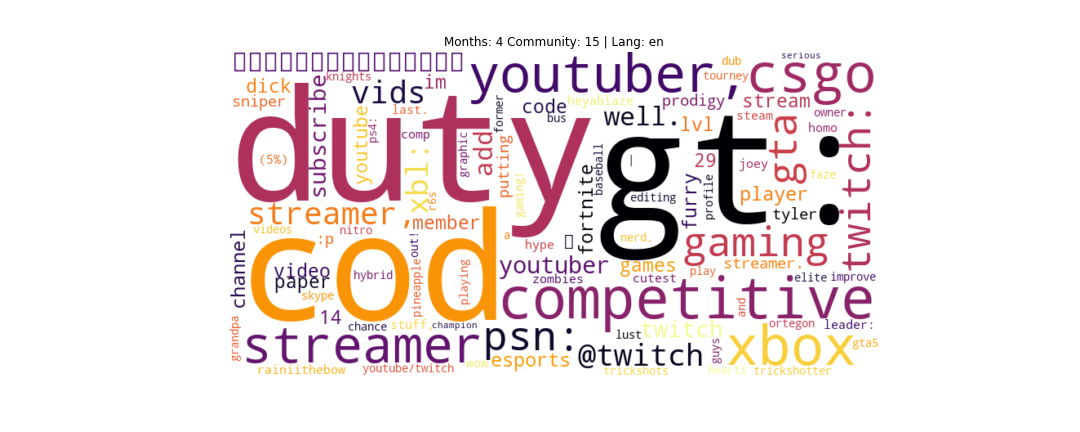 Months: 4 Community: 15 | Lang: en
youtuber,
csgo
dub
serious
tourney
knights
dick
sniper
subscribe
vids
im
last.
ps4:
youtube
xbl:
comp
r6s
(5%)
duty
graphic
add
former
putting
gaming!
code
bus
heyablaze
well.
prodigy
lvl
stream
steam
gta
owner
homo
twitch:
faze
gt:
|
29
joey
player
tyler
furry
profile
editing
baseball
fortnite
nerd,
streamer,
member
videos
:p
nitro
out!
a
hype
channel
video
paper
skype
hybrid
cod
pineapple
playing
youtuber
zombies
games
cutest
gaming
play
streamer.
elite
improve
competitive
14
chance
stuff,
champion
grandpa
streamer
psn:
lust
twitch
@twitch
guys
and
ortegon
leader:
xbox
gta5
rainiithebow
youtube/twitch
wow
esports
trickshots
hearts
trickshotter